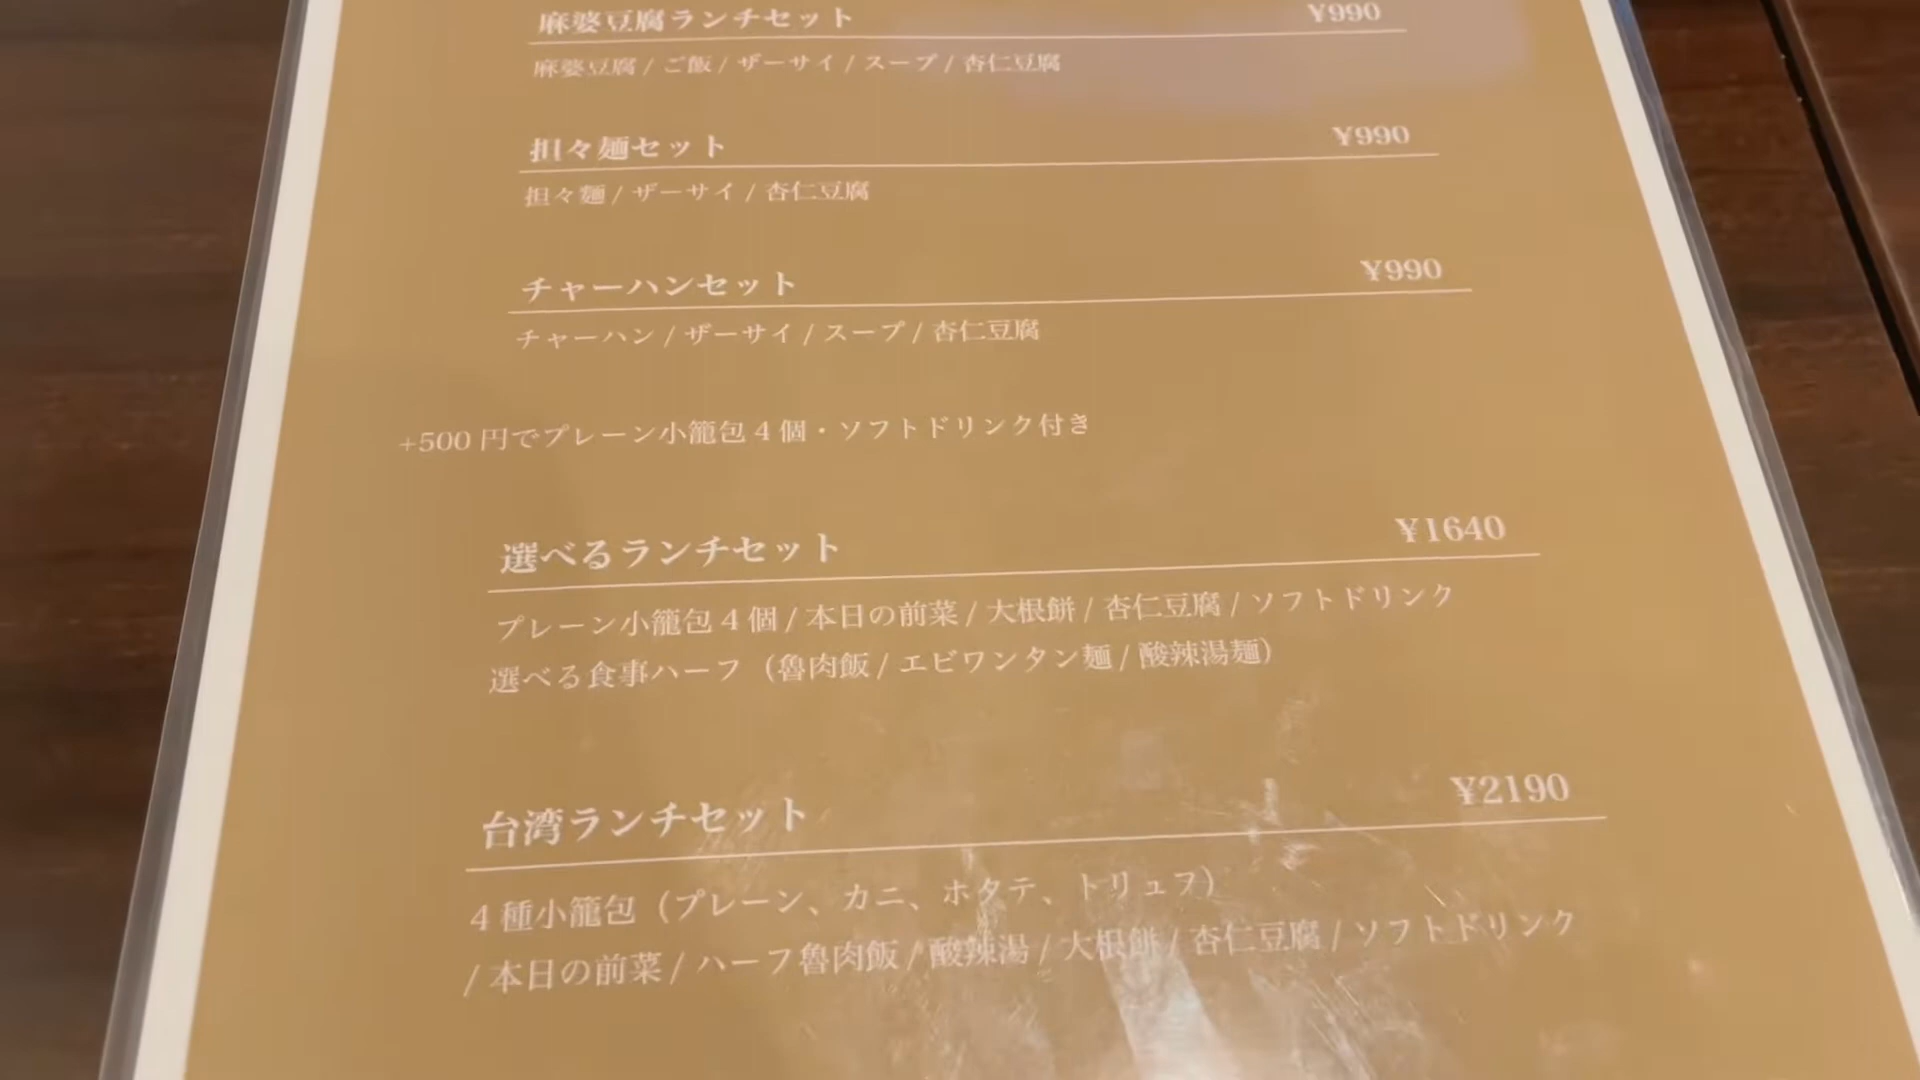 麻婆豆腐ランチセット ¥990
麻婆豆腐 / ご飯 / ザーサイ / スープ / 杏仁豆腐
担々麺セット ¥990
担々麺 / ザーサイ / 杏仁豆腐
チャーハンセット ¥990
チャーハン / ザーサイ / スープ / 杏仁豆腐
+500 円でプレーン小籠包 4 個・ソフトドリンク付き
選べるランチセット ¥1640
プレーン小籠包 4 個 / 本日の前菜 / 大根餅 / 杏仁豆腐 / ソフトドリンク
選べる食事ハーフ（魯肉飯 / エビワンタン麺 / 酸辣湯麺）
台湾ランチセット ¥2190
4 種小籠包（プレーン、カニ、ホタテ、トリュフ）
/ 本日の前菜 / ハーフ魯肉飯 / 酸辣湯 / 大根餅 / 杏仁豆腐 / ソフトドリンク